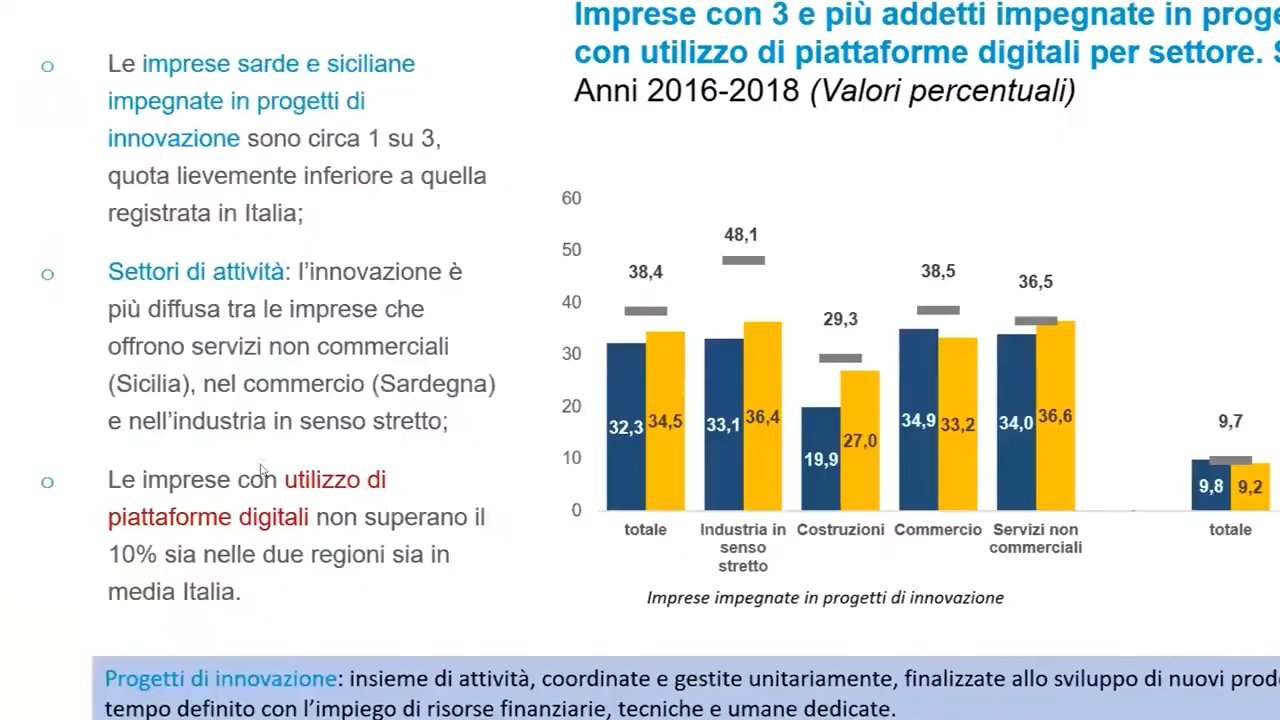 Imprese con 3 e più addetti impegnate in
con utilizzo di piattaforme digitali per settore.
Anni 2016-2018 (Valori percentuali)
o Le imprese sarde e siciliane
impegnate in progetti di
innovazione sono circa 1 su 3,
quota lievemente inferiore a quella
registrata in Italia;
o Settori di attività: l’innovazione è
più diffusa tra le imprese che
offrono servizi non commerciali
(Sicilia), nel commercio (Sardegna)
e nell’industria in senso stretto;
o Le imprese con utilizzo di
piattaforme digitali non superano il
10% sia nelle due regioni sia in
media Italia.
60
50
40
30
20
10
0
38,4
48,1
29,3
38,5
36,5
9,7
32,3 34,5
33,1 36,4
19,9 27,0
34,9 33,2
34,0 36,6
9,8 9,2
totale
Industria in
senso
stretto
Costruzioni
Commercio
Servizi non
commerciali
totale
Imprese impegnate in progetti di innovazione
Progetti di innovazione: insieme di attività, coordinate e gestite unitariamente, finalizzate allo sviluppo di nuovi
tempo definito con l’impiego di risorse finanziarie, tecniche e umane dedicate.